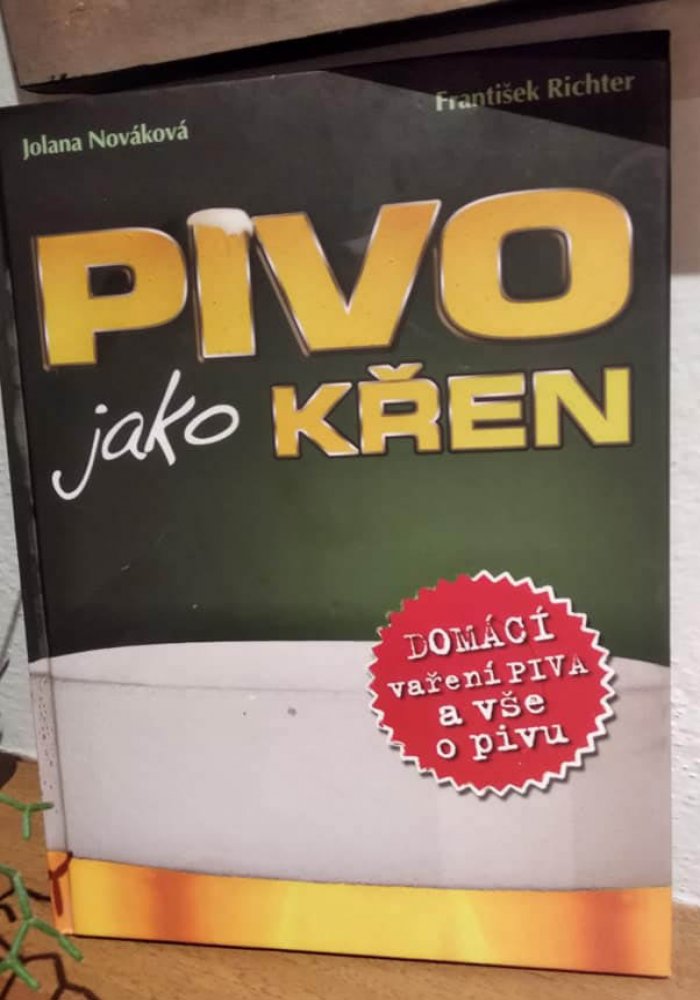 Jolana Nováková
František Richter
PIVO
jako KŘEN
DOMÁCÍ
vaření PIVA
a vše
o pivu